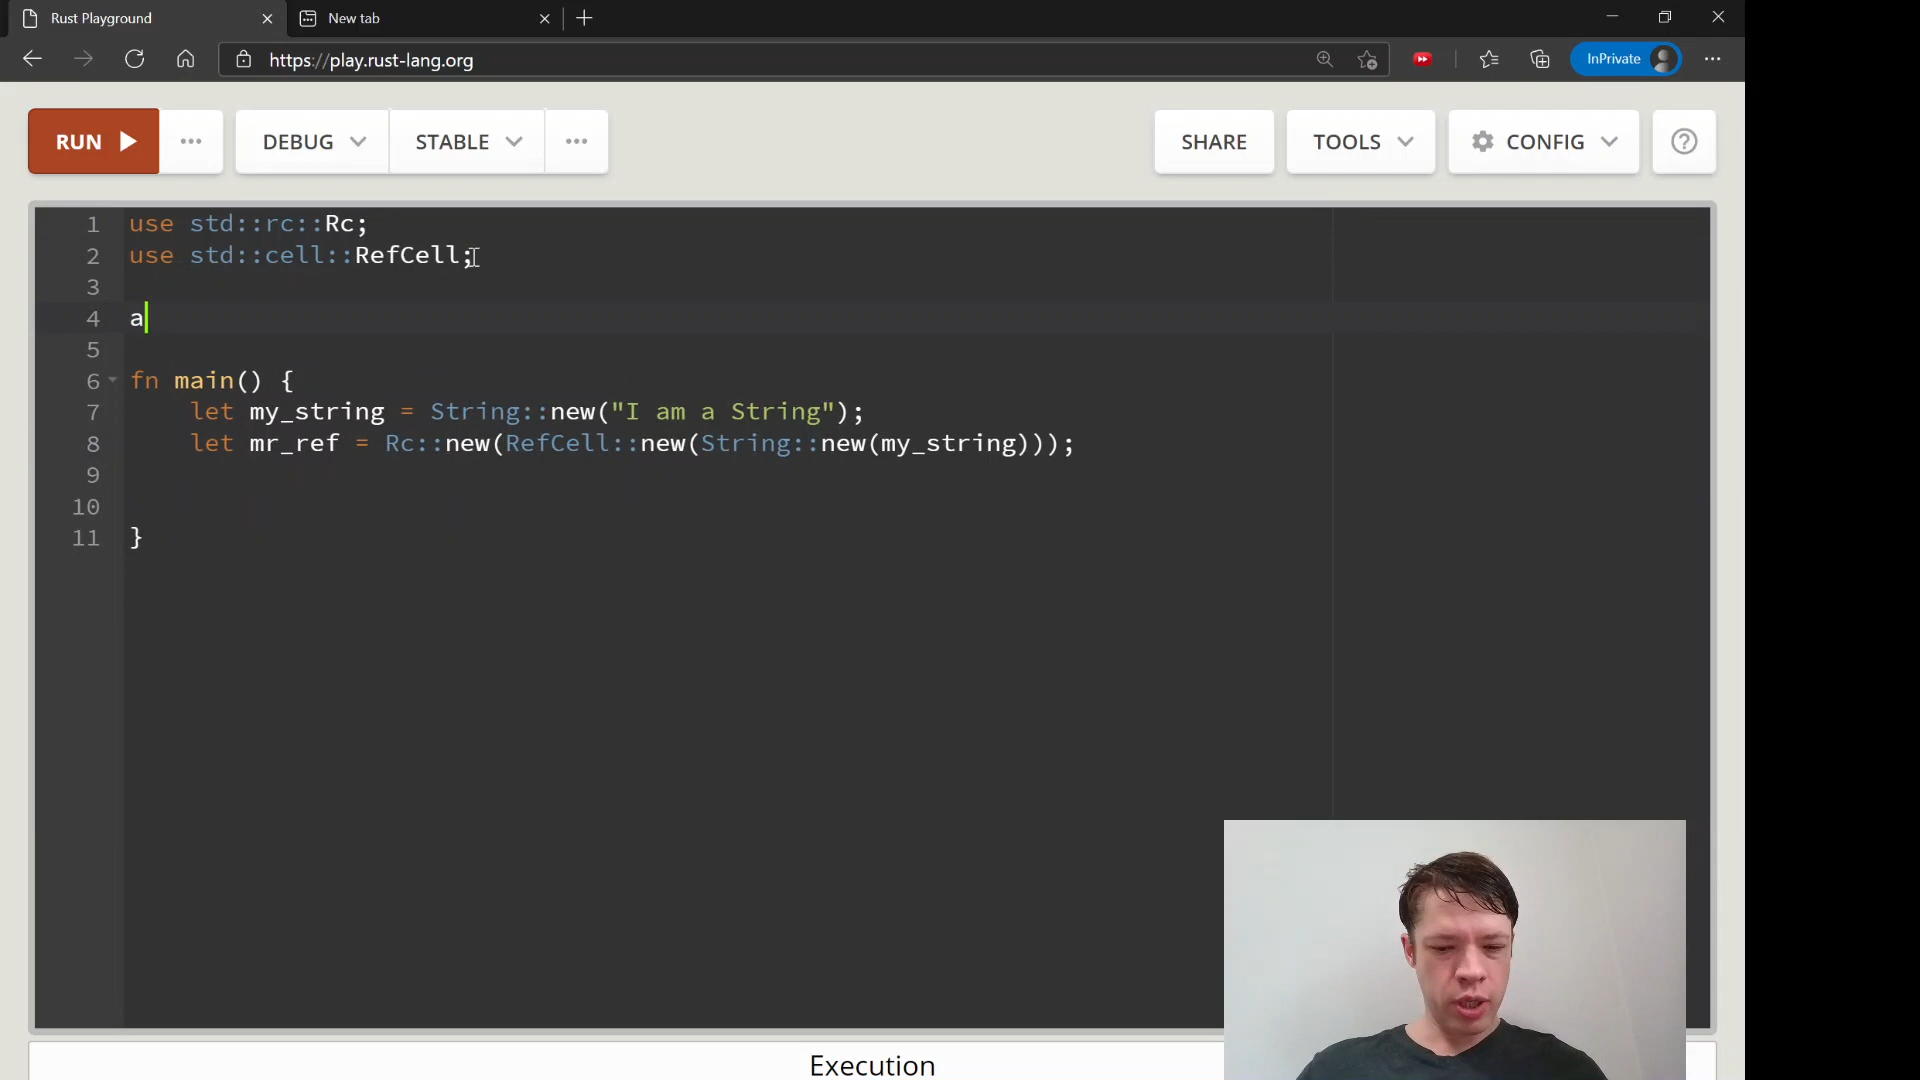 Rust Playground
New tab
https://play.rust-lang.org
InPrivate
RUN
DEBUG
STABLE
SHARE
TOOLS
CONFIG
1 use std::rc::Rc;
2 use std::cell::RefCell;
3
4 a
5
6 fn main() {
7 let my_string = String::new("I am a String");
8 let mr_ref = Rc::new(RefCell::new(String::new(my_string)));
9
10
11 }
Execution